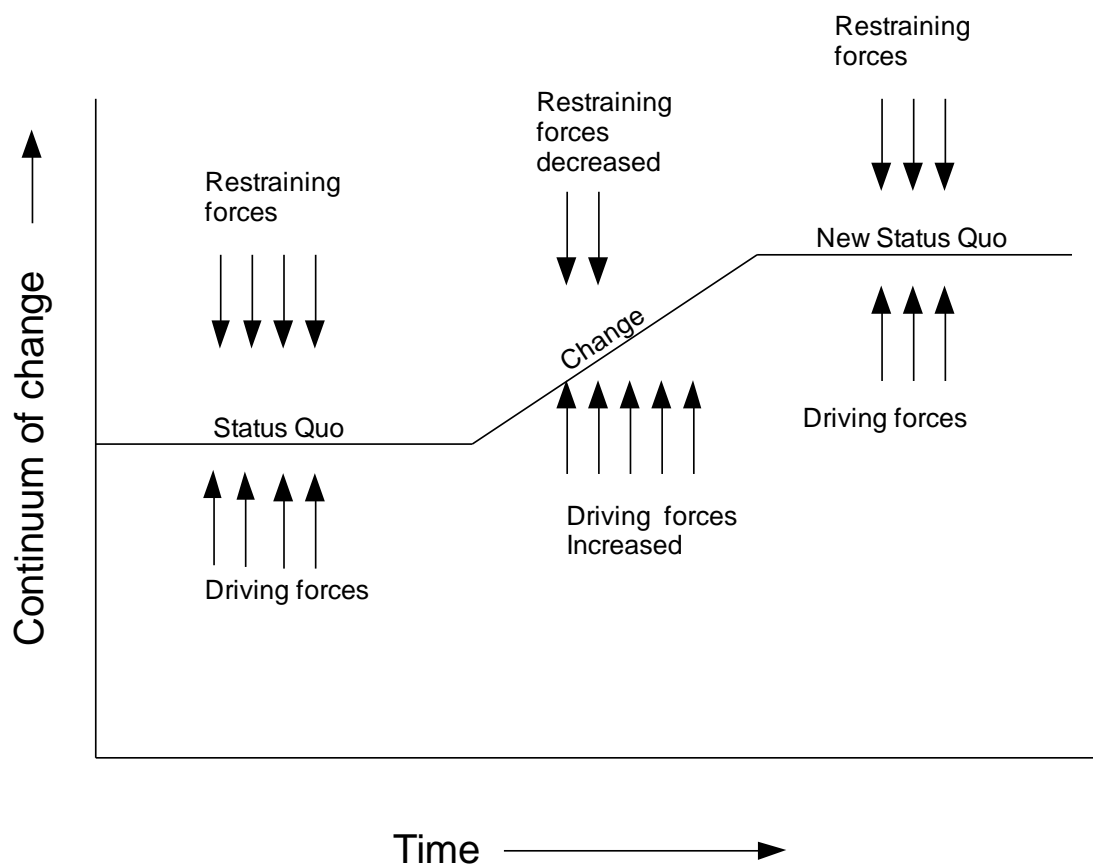 Restraining
forces
Restraining
forces
decreased
Restraining
forces
New Status Quo
Change
Status Quo
Driving forces
Driving forces
Increased
Driving forces
Continuum of change
Time